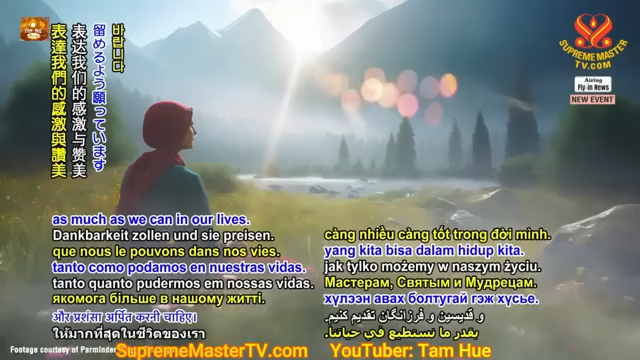 바랍니다
留めるよう願っています
表达我们的感激与赞美
表達我們的感激與讚美
SUPREME MASTER
TV.COM
Airing
Fly-in News
NEW EVENT
as much as we can in our lives.
Dankbarkeit zollen und sie preisen.
que nous le pouvons dans nos vies.
tanto como podamos en nuestras vidas.
tanto quanto pudermos em nossas vidas.
якомога більше в нашому житті.
और प्रशंसा अर्पित करनी चाहिए।
ให้มากที่สุดในชีวิตของเรา
càng nhiều càng tốt trong đời mình.
yang kita bisa dalam hidup kita.
jak tylko możemy w naszym życiu.
Мастерам, Святым и Мудрецам.
хүлээн авах болтугай гэж хүсье.
و قدیسین و فرزانگان تقدیم کنیم.
بقدر ما نستطيع في حياتنا.
Footage courtesy of Parminder
SupremeMasterTV.com
YouTuber: Tam Hue